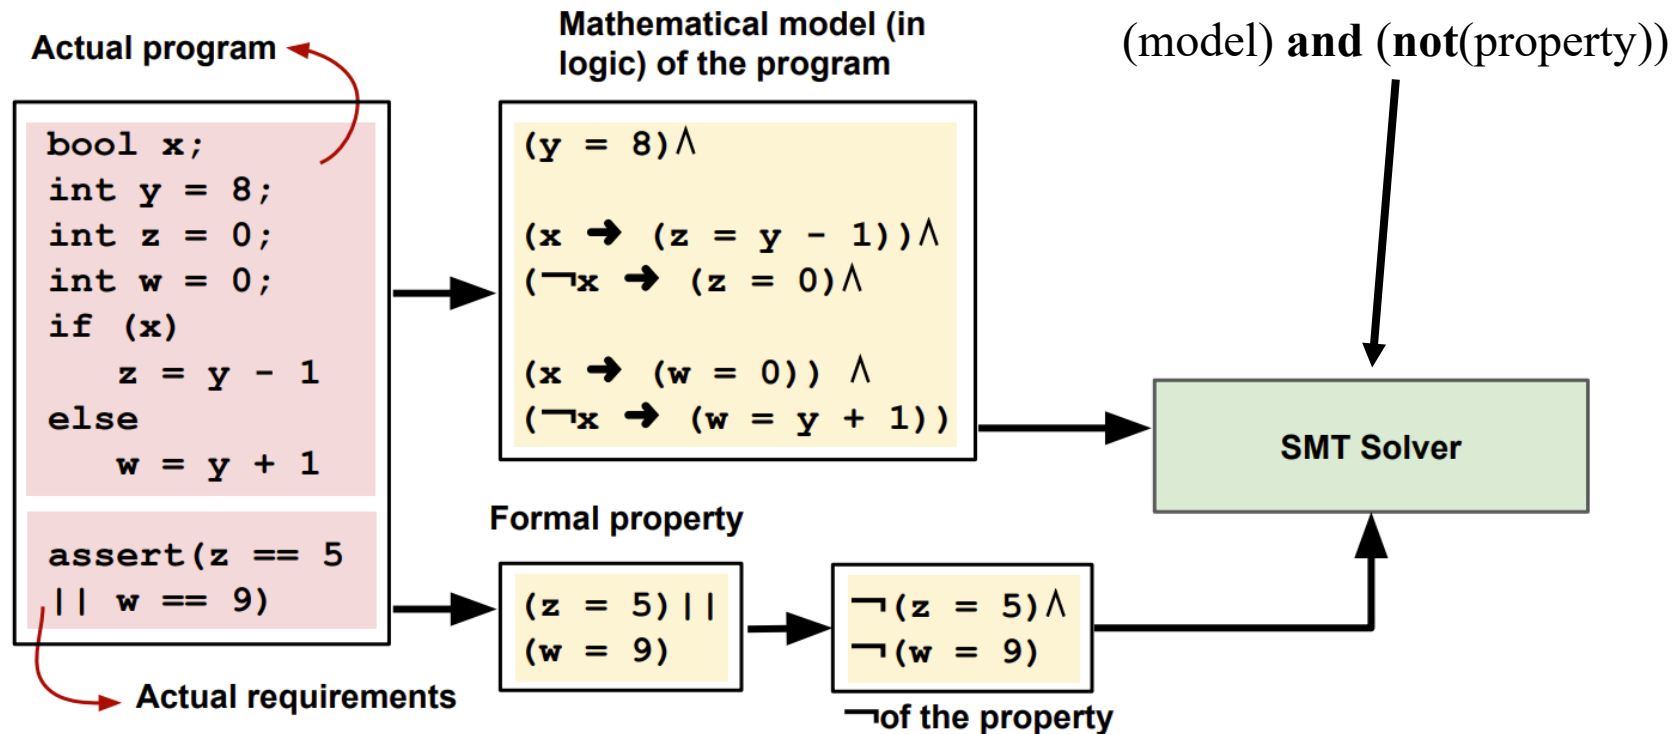 Actual program
bool x;
int y = 8;
int z = 0;
int w = 0;
if (x)
z = y - 1
else
w = y + 1
assert(z == 5
|| w == 9)
Actual requirements
Mathematical model (in
logic) of the program
(y = 8)∧
(x ➔ (z = y - 1))∧
(¬x ➔ (z = 0)∧
(x ➔ (w = 0)) ∧
(¬x ➔ (w = y + 1))
Formal property
(z = 5)||
(w = 9)
¬(z = 5)∧
¬(w = 9)
¬of the property
(model) and (not(property))
SMT Solver